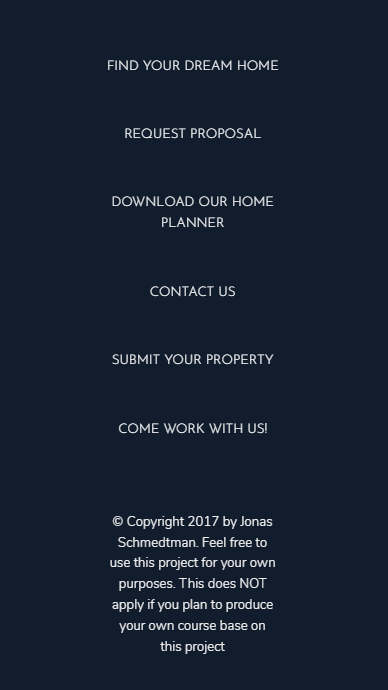 FIND YOUR DREAM HOME
REQUEST PROPOSAL
DOWNLOAD OUR HOME
PLANNER
CONTACT US
SUBMIT YOUR PROPERTY
COME WORK WITH US!
© Copyright 2017 by Jonas
Schmedtman. Feel free to
use this project for your own
purposes. This does NOT
apply if you plan to produce
your own course base on
this project